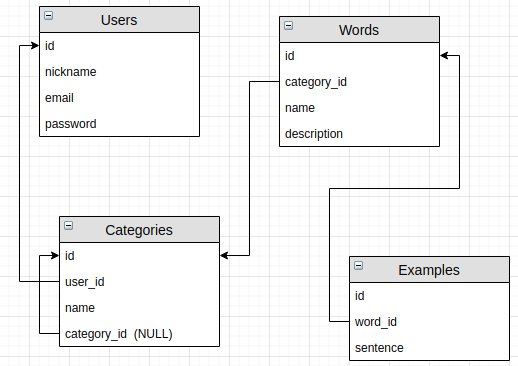 Users
id
nickname
email
password
Words
id
category_id
name
description
Categories
id
user_id
name
category_id (NULL)
Examples
id
word_id
sentence